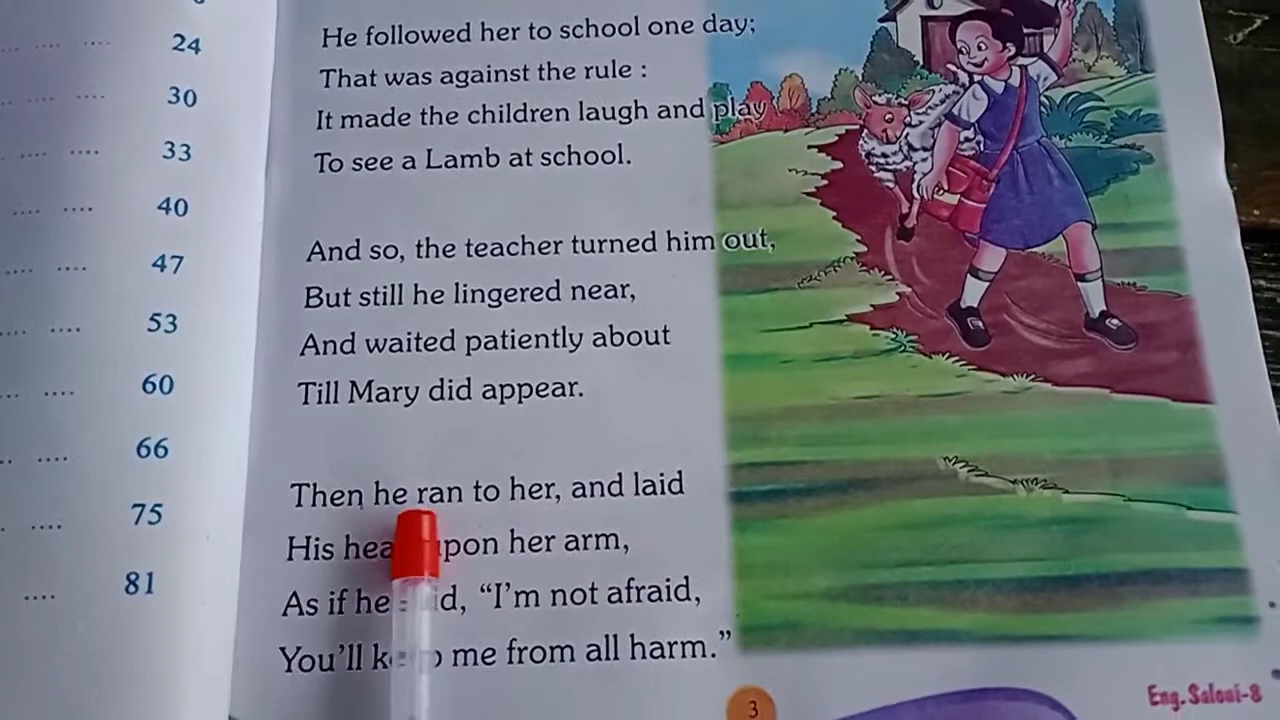 24
30
33
40
47
53
60
66
75
81
He followed her to school one day;
That was against the rule :
It made the children laugh and play
To see a Lamb at school.
And so, the teacher turned him out,
But still he lingered near,
And waited patiently about
Till Mary did appear.
Then he ran to her, and laid
His hea upon her arm,
As if he id, “I'm not afraid,
You'll ke p me from all harm.”
3
Eng. Saloni-8